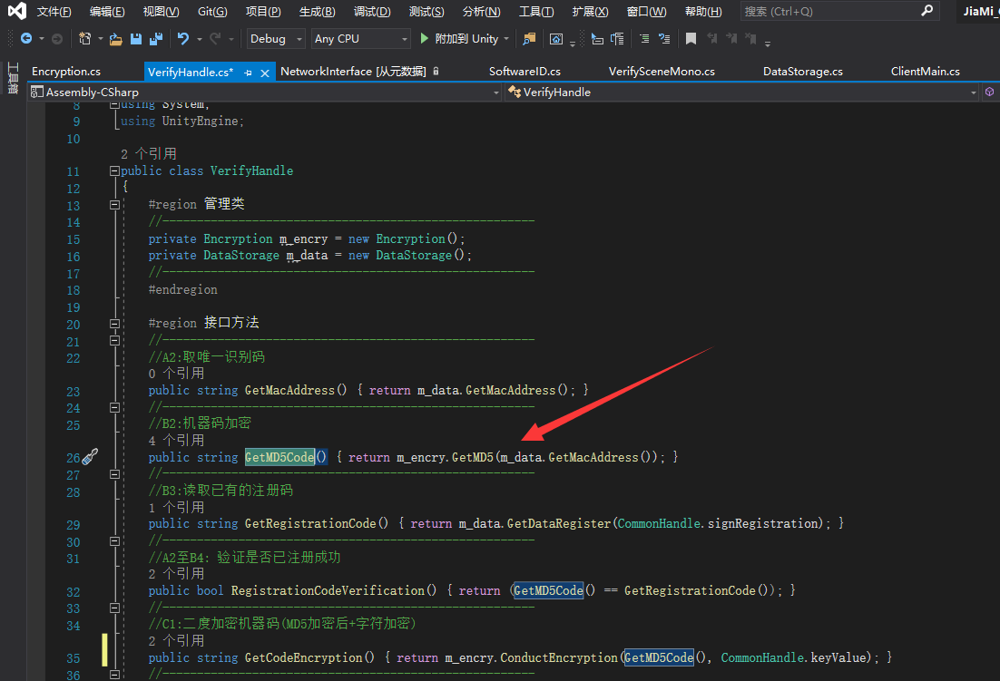 文件(F) 编辑(E) 视图(V) Git(G) 项目(P) 生成(B) 调试(D) 测试(S) 分析(N) 工具(T) 扩展(X) 窗口(W) 帮助(H) 搜索 (Ctrl+Q) JiaMi_
Debug Any CPU 附加到 Unity
工具箱
Encryption.cs VerifyHandle.cs* NetworkInterface [从元数据] SoftwareID.cs VerifySceneMono.cs DataStorage.cs ClientMain.cs
Assembly-CSharp VerifyHandle
8 using System;
9 using UnityEngine;
10
2 个引用
11 public class VerifyHandle
12 {
13 #region 管理类
14 //------------------------------------------------------
15 private Encryption m_encry = new Encryption();
16 private DataStorage m_data = new DataStorage();
17 //------------------------------------------------------
18 #endregion
19
20 #region 接口方法
21 //------------------------------------------------------
22 //A2:取唯一识别码
0 个引用
23 public string GetMacAddress() { return m_data.GetMacAddress(); }
24 //------------------------------------------------------
25 //B2:机器码加密
4 个引用
26 public string GetMD5Code() { return m_encry.GetMD5(m_data.GetMacAddress()); }
27 //------------------------------------------------------
28 //B3:读取已有的注册码
1 个引用
29 public string GetRegistrationCode() { return m_data.GetDataRegister(CommonHandle.signRegistration); }
30 //------------------------------------------------------
31 //A2至B4: 验证是否已注册成功
2 个引用
32 public bool RegistrationCodeVerification() { return (GetMD5Code() == GetRegistrationCode()); }
33 //------------------------------------------------------
34 //C1:二度加密机器码(MD5加密后+字符加密)
2 个引用
35 public string GetCodeEncryption() { return m_encry.ConductEncryption(GetMD5Code(), CommonHandle.keyValue); }
36 //------------------------------------------------------